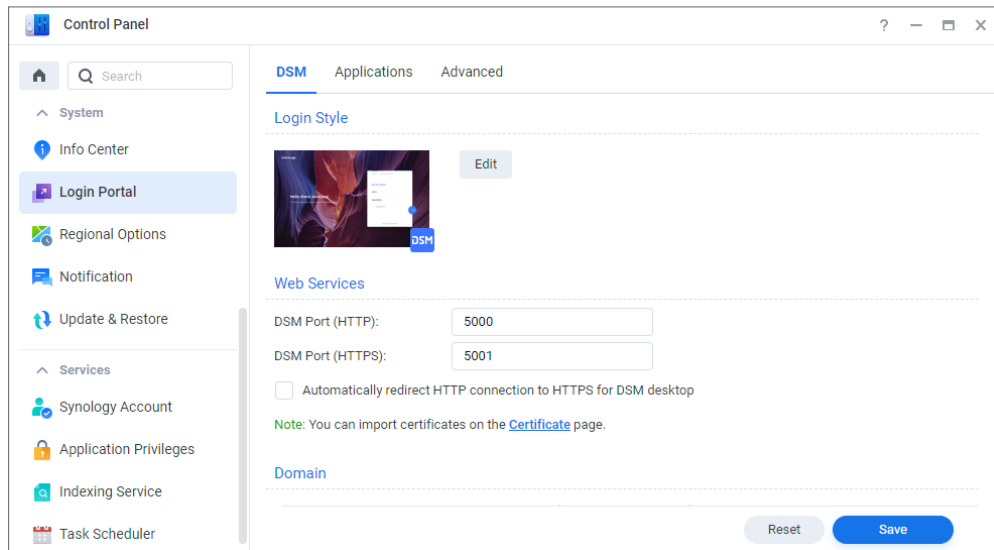 Control Panel
?
Search
DSM Applications Advanced
System
Info Center
Login Portal
Regional Options
Notification
Update & Restore
Services
Synology Account
Application Privileges
Indexing Service
Task Scheduler
Login Style
Edit
DSM
Web Services
DSM Port (HTTP): 5000
DSM Port (HTTPS): 5001
Automatically redirect HTTP connection to HTTPS for DSM desktop
Note: You can import certificates on the Certificate page.
Domain
Reset Save